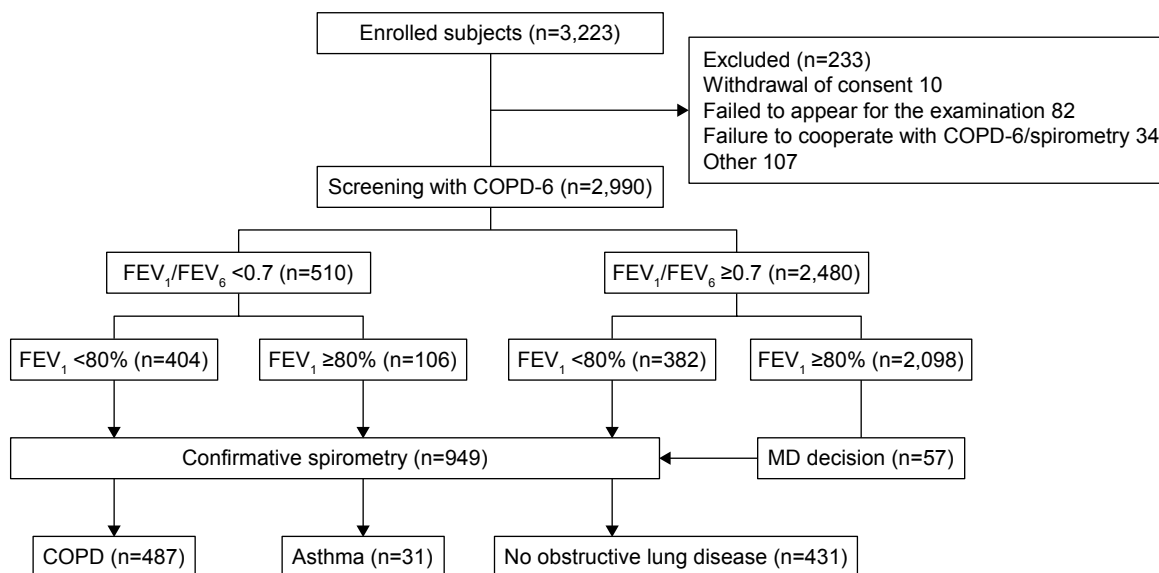 Enrolled subjects (n=3,223)
Excluded (n=233)
Withdrawal of consent 10
Failed to appear for the examination 82
Failure to cooperate with COPD-6/spirometry 34
Other 107
Screening with COPD-6 (n=2,990)
FEV₁/FEV₆ <0.7 (n=510)
FEV₁/FEV₆ ≥0.7 (n=2,480)
FEV₁ <80% (n=404)
FEV₁ ≥80% (n=106)
FEV₁ <80% (n=382)
FEV₁ ≥80% (n=2,098)
Confirmative spirometry (n=949)
MD decision (n=57)
COPD (n=487)
Asthma (n=31)
No obstructive lung disease (n=431)